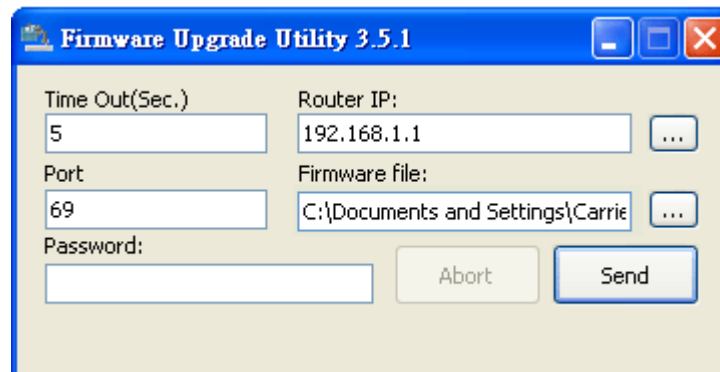 Firmware Upgrade Utility 3.5.1
Time Out(Sec.) Router IP:
5 192.168.1.1 ...
Port Firmware file:
69 C:\Documents and Settings\Carrie ...
Password:
Abort Send